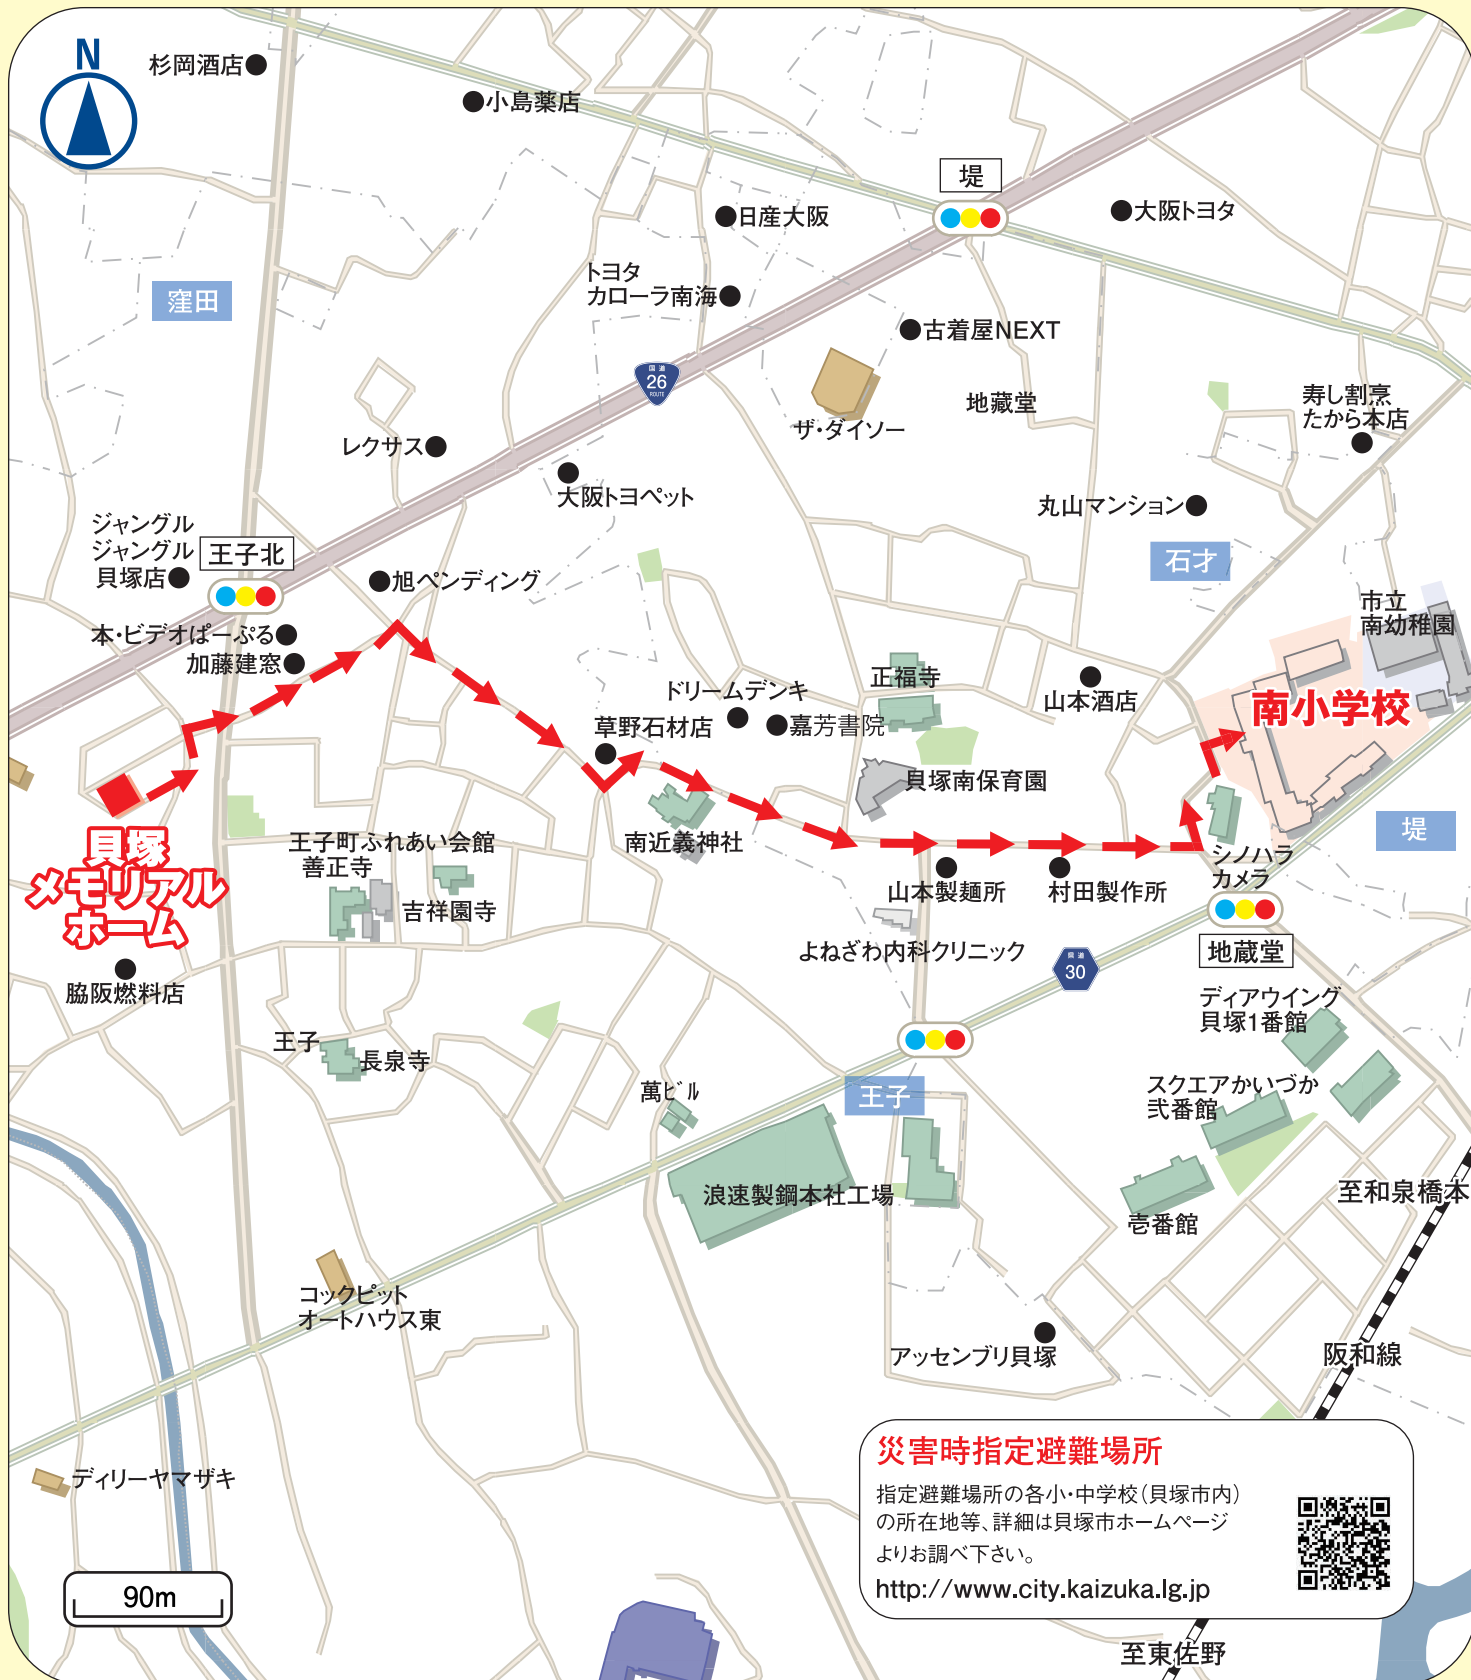 N
杉岡酒店
小島薬店
堤
日産大阪
大阪トヨタ
トヨタ
カローラ南海
窪田
古着屋NEXT
国道
26
ROUTE
地蔵堂
ザ・ダイソー
寿し割烹
たから本店
レクサス
大阪トヨペット
丸山マンション
ジャングル
ジャングル
貝塚店
王子北
石才
旭ペンディング
市立
南幼稚園
本・ビデオぱーぷる
加藤建窓
正福寺
ドリームデンキ
山本酒店
南小学校
草野石材店
嘉芳書院
貝塚南保育園
貝塚
メモリアル
ホーム
王子町ふれあい会館
善正寺
南近義神社
堤
シノハラ
カメラ
吉祥園寺
山本製麺所
村田製作所
よねざわ内科クリニック
地蔵堂
脇阪燃料店
30
ディアウイング
貝塚1番館
王子
長泉寺
萬ビル
王子
スクエアかいづか
弐番館
浪速製鋼本社工場
至和泉橋本
壱番館
コックピット
オートハウス東
アッセンブリ貝塚
阪和線
ディリーヤマザキ
災害時指定避難場所
指定避難場所の各小・中学校(貝塚市内)
の所在地等、詳細は貝塚市ホームページ
よりお調べ下さい。
http://www.city.kaizuka.lg.jp
90m
至東佐野